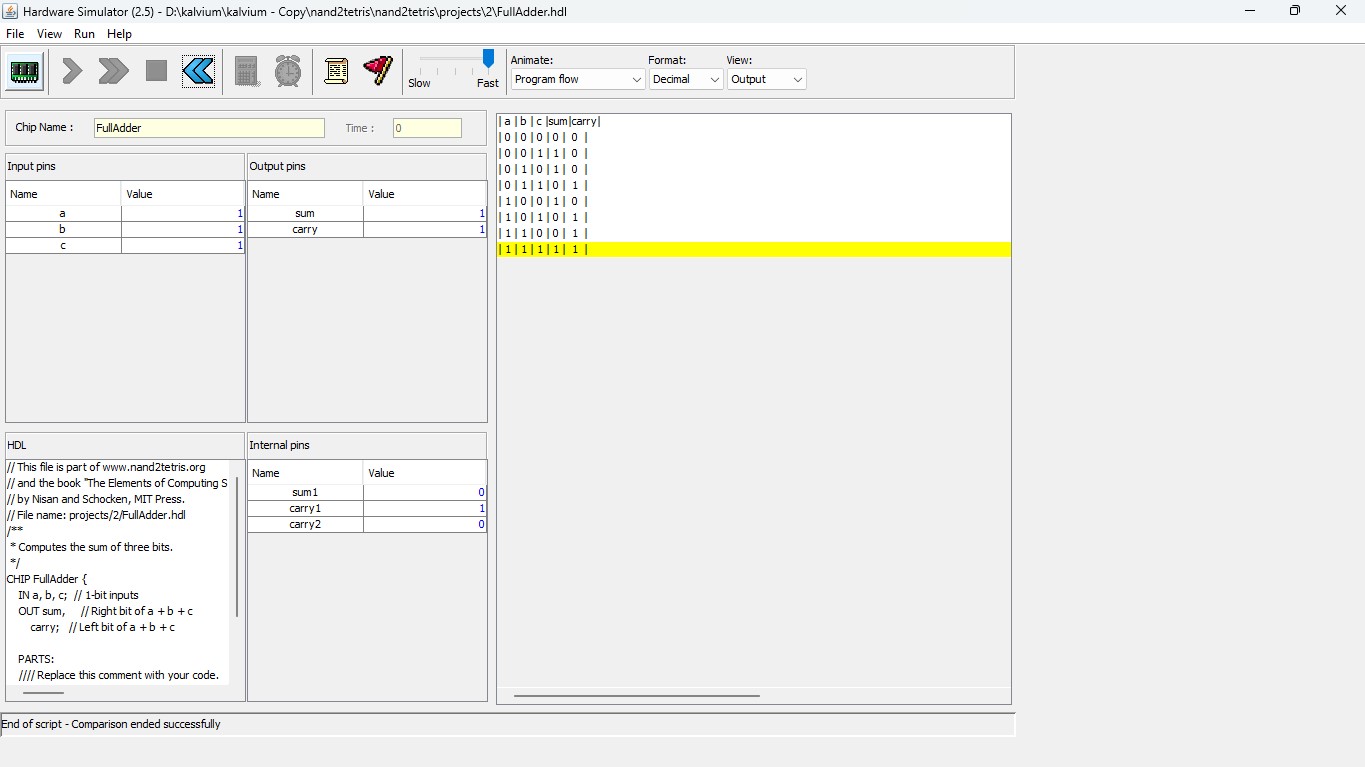 Hardware Simulator (2.5) - D:\kalvium\kalvium - Copy\nand2tetris\nand2tetris\projects\2\FullAdder.hdl
File View Run Help
Slow Fast
Animate: Format: View:
Program flow Decimal Output
Chip Name : FullAdder Time : 0
Input pins
Name Value
a 1
b 1
c 1
Output pins
Name Value
sum 1
carry 1
HDL
// This file is part of www.nand2tetris.org
// and the book "The Elements of Computing S
// by Nisan and Schocken, MIT Press.
// File name: projects/2/FullAdder.hdl
/**
* Computes the sum of three bits.
*/
CHIP FullAdder {
IN a, b, c; // 1-bit inputs
OUT sum, // Right bit of a + b + c
carry; // Left bit of a + b + c
PARTS:
//// Replace this comment with your code.
Internal pins
Name Value
sum1 0
carry1 1
carry2 0
| a | b | c |sum|carry|
| 0 | 0 | 0 | 0 | 0 |
| 0 | 0 | 1 | 1 | 0 |
| 0 | 1 | 0 | 1 | 0 |
| 0 | 1 | 1 | 0 | 1 |
| 1 | 0 | 0 | 1 | 0 |
| 1 | 0 | 1 | 0 | 1 |
| 1 | 1 | 0 | 0 | 1 |
| 1 | 1 | 1 | 1 | 1 |
End of script - Comparison ended successfully